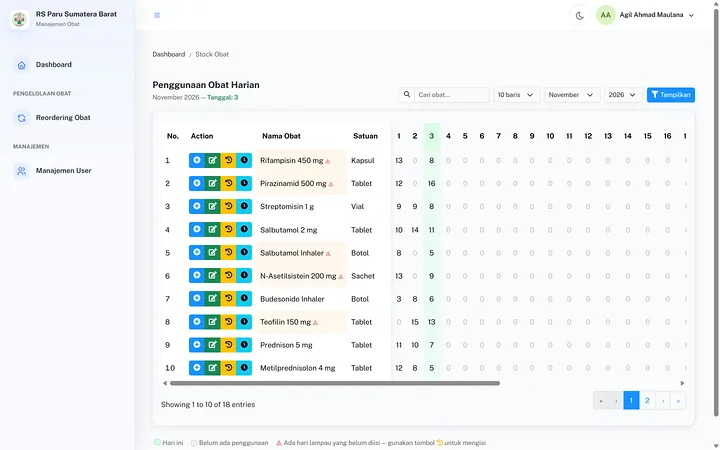 RS Paru Sumatera Barat
Manajemen Obat
AA Agil Ahmad Maulana
Dashboard
PENGELOLAAN OBAT
Reordering Obat
MANAJEMEN
Manajemen User
Dashboard / Stock Obat
Penggunaan Obat Harian
November 2026 — Tanggal: 3
Cari obat... 10 baris November 2026 Tampilkan
No. Action Nama Obat Satuan 1 2 3 4 5 6 7 8 9 10 11 12 13 14 15 16 1
1 Rifampisin 450 mg Kapsul 13 0 8 0 0 0 0 0 0 0 0 0 0 0 0 0
2 Pirazinamid 500 mg Tablet 12 0 16 0 0 0 0 0 0 0 0 0 0 0 0 0
3 Streptomisin 1 g Vial 9 9 8 0 0 0 0 0 0 0 0 0 0 0 0 0
4 Salbutamol 2 mg Tablet 10 14 11 0 0 0 0 0 0 0 0 0 0 0 0 0
5 Salbutamol Inhaler Botol 8 0 5 0 0 0 0 0 0 0 0 0 0 0 0 0
6 N-Asetilsistein 200 mg Sachet 13 0 9 0 0 0 0 0 0 0 0 0 0 0 0 0
7 Budesonide Inhaler Botol 3 8 6 0 0 0 0 0 0 0 0 0 0 0 0 0
8 Teofilin 150 mg Tablet 0 15 13 0 0 0 0 0 0 0 0 0 0 0 0 0
9 Prednison 5 mg Tablet 11 10 7 0 0 0 0 0 0 0 0 0 0 0 0 0
10 Metilprednisolon 4 mg Tablet 12 8 5 0 0 0 0 0 0 0 0 0 0 0 0 0
Showing 1 to 10 of 18 entries
« ‹ 1 2 › »
Hari ini Belum ada penggunaan Ada hari lampau yang belum diisi — gunakan tombol untuk mengisi